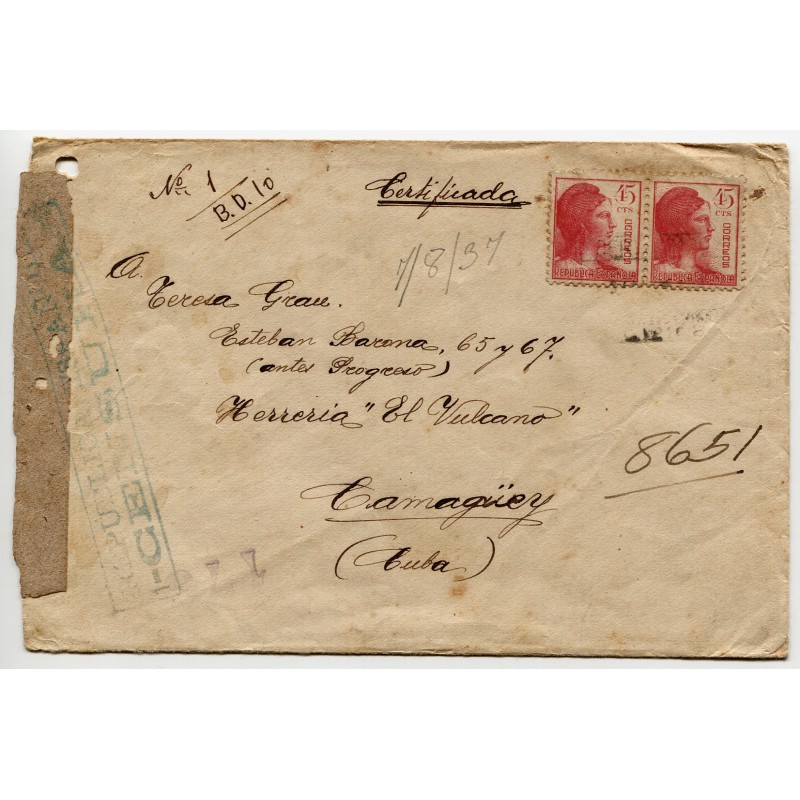 No. 1
B.D. 10
Certificada
45
CTS
CORREOS
REPUBLICA ESPAÑOLA
45
CTS
CORREOS
REPUBLICA ESPAÑOLA
7/8/37
A.
Teresa Grau.
Esteban Barona, 65 y 67.
(antes Progreso)
Herreria "El Vulcano"
8651
Camagüey
(Cuba)